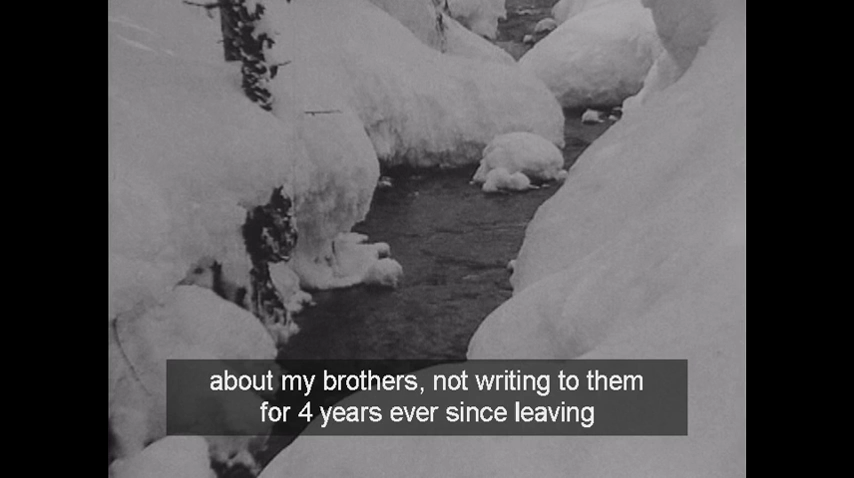 about my brothers, not writing to them
for 4 years ever since leaving